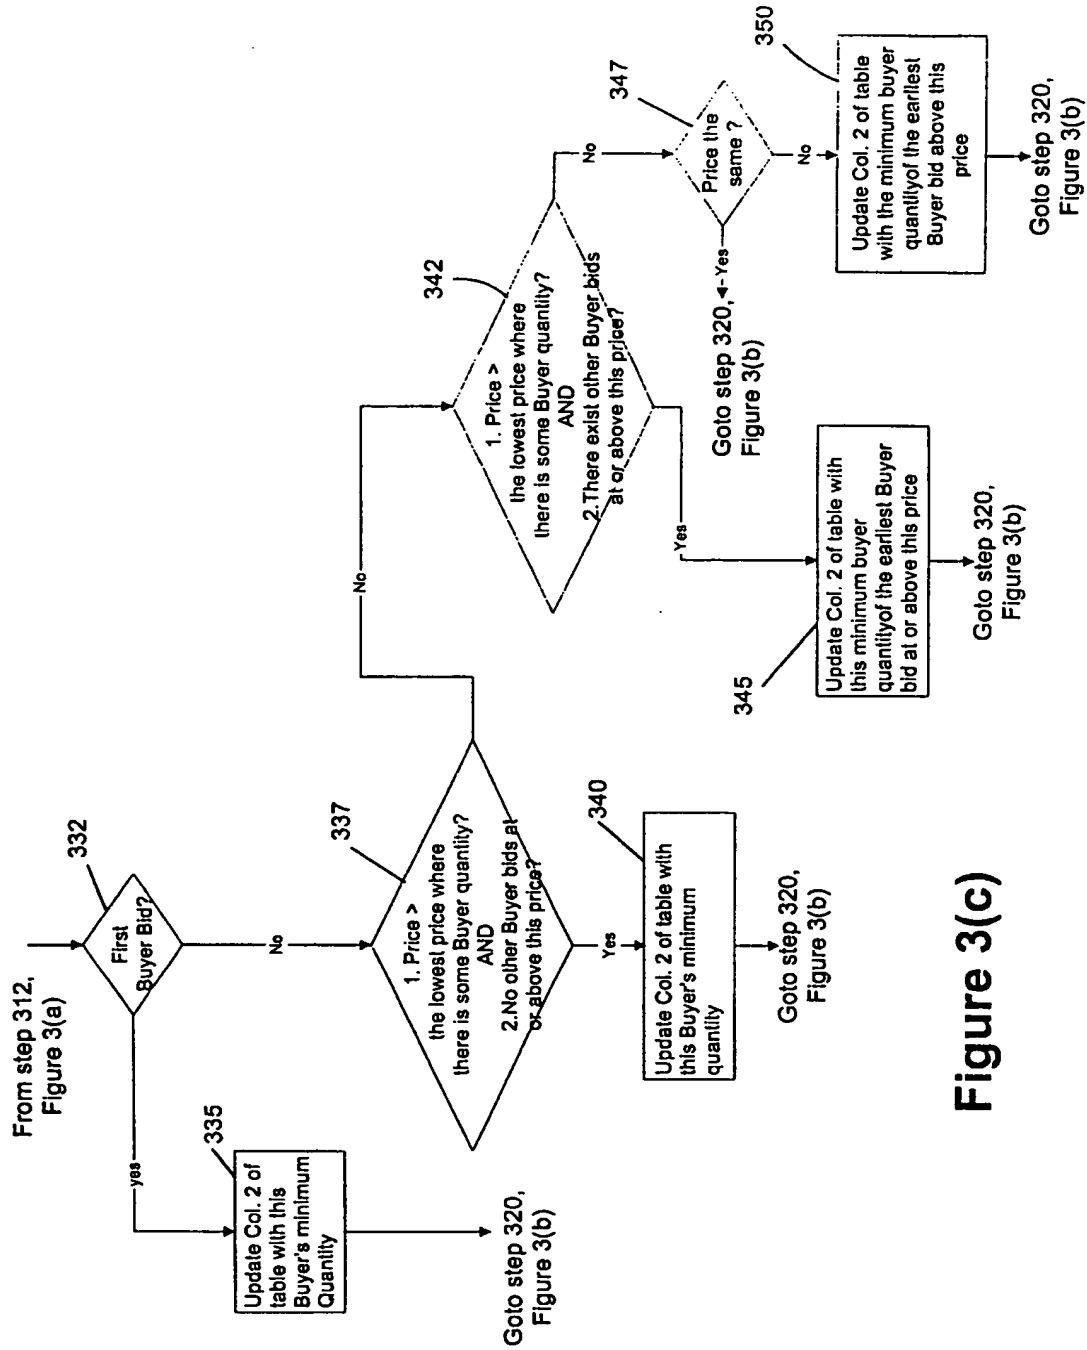 From step 312,
Figure 3(a)
332
First
Buyer Bid?
yes
No
335
Update Col. 2 of
table with this
Buyer's minimum
Quantity
Goto step 320,
Figure 3(b)
337
1. Price >
the lowest price where
there is some Buyer quantity?
AND
2.No other Buyer bids at
or above this price?
Yes
No
340
Update Col. 2 of table with
this Buyer's minimum
quantity
Goto step 320,
Figure 3(b)
342
1. Price >
the lowest price where
there is some Buyer quantity?
AND
2.There exist other Buyer bids
at or above this price?
Yes
No
345
Update Col. 2 of table with
this minimum buyer
quantityof the earliest Buyer
bid at or above this price
Goto step 320,
Figure 3(b)
347
Price the
same ?
Yes
Goto step 320,
Figure 3(b)
No
350
Update Col. 2 of table
with the minimum buyer
quantityof the earliest
Buyer bid above this
price
Goto step 320,
Figure 3(b)
Figure 3(c)